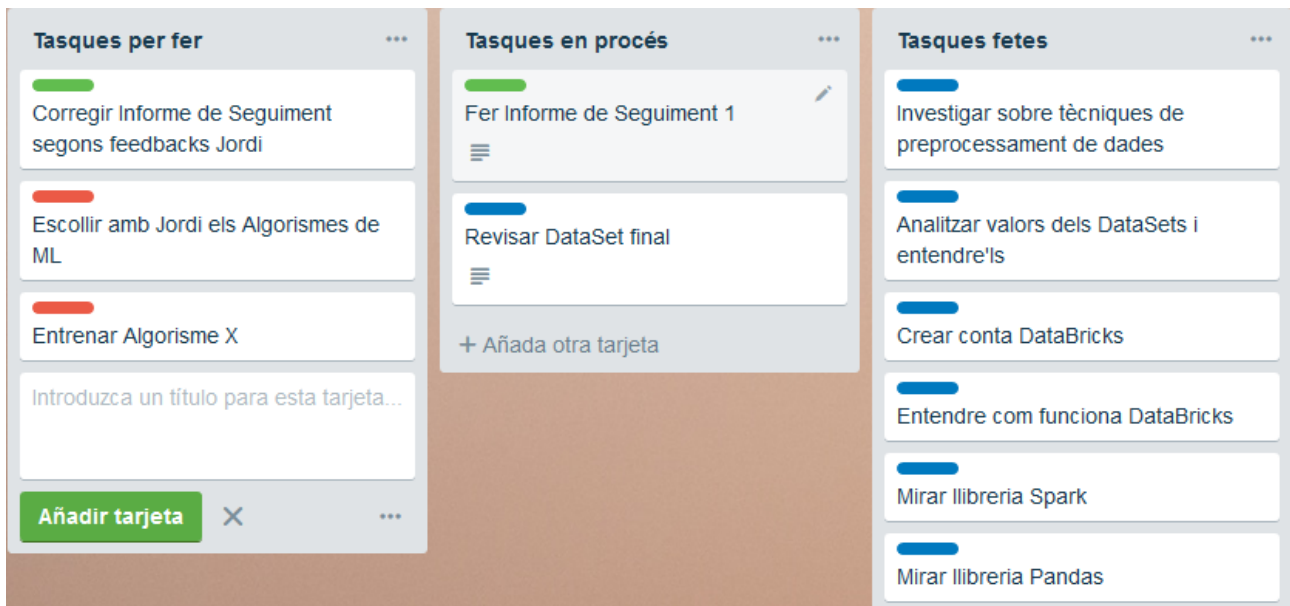 Tasques per fer
Corregir Informe de Seguiment
segons feedbacks Jordi
Escollir amb Jordi els Algorismes de
ML
Entrenar Algorisme X
Introduzca un título para esta tarjeta...
Añadir tarjeta
Tasques en procés
Fer Informe de Seguiment 1
Revisar DataSet final
+ Añada otra tarjeta
Tasques fetes
Investigar sobre tècniques de
preprocessament de dades
Analitzar valors dels DataSets i
entendre'ls
Crear conta DataBricks
Entendre com funciona DataBricks
Mirar llibreria Spark
Mirar llibreria Pandas